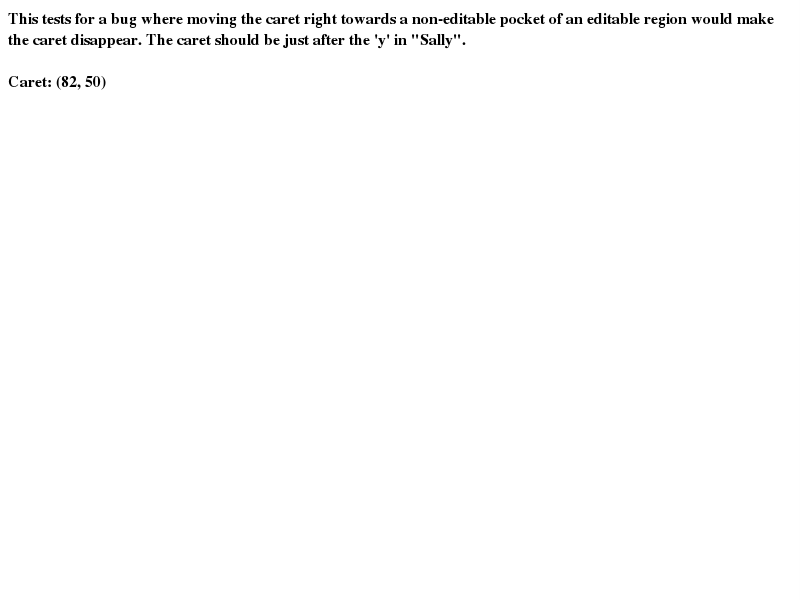 This tests for a bug where moving the caret right towards a non-editable pocket of an editable region would make
the caret disappear. The caret should be just after the 'y' in "Sally".
Caret: (82, 50)